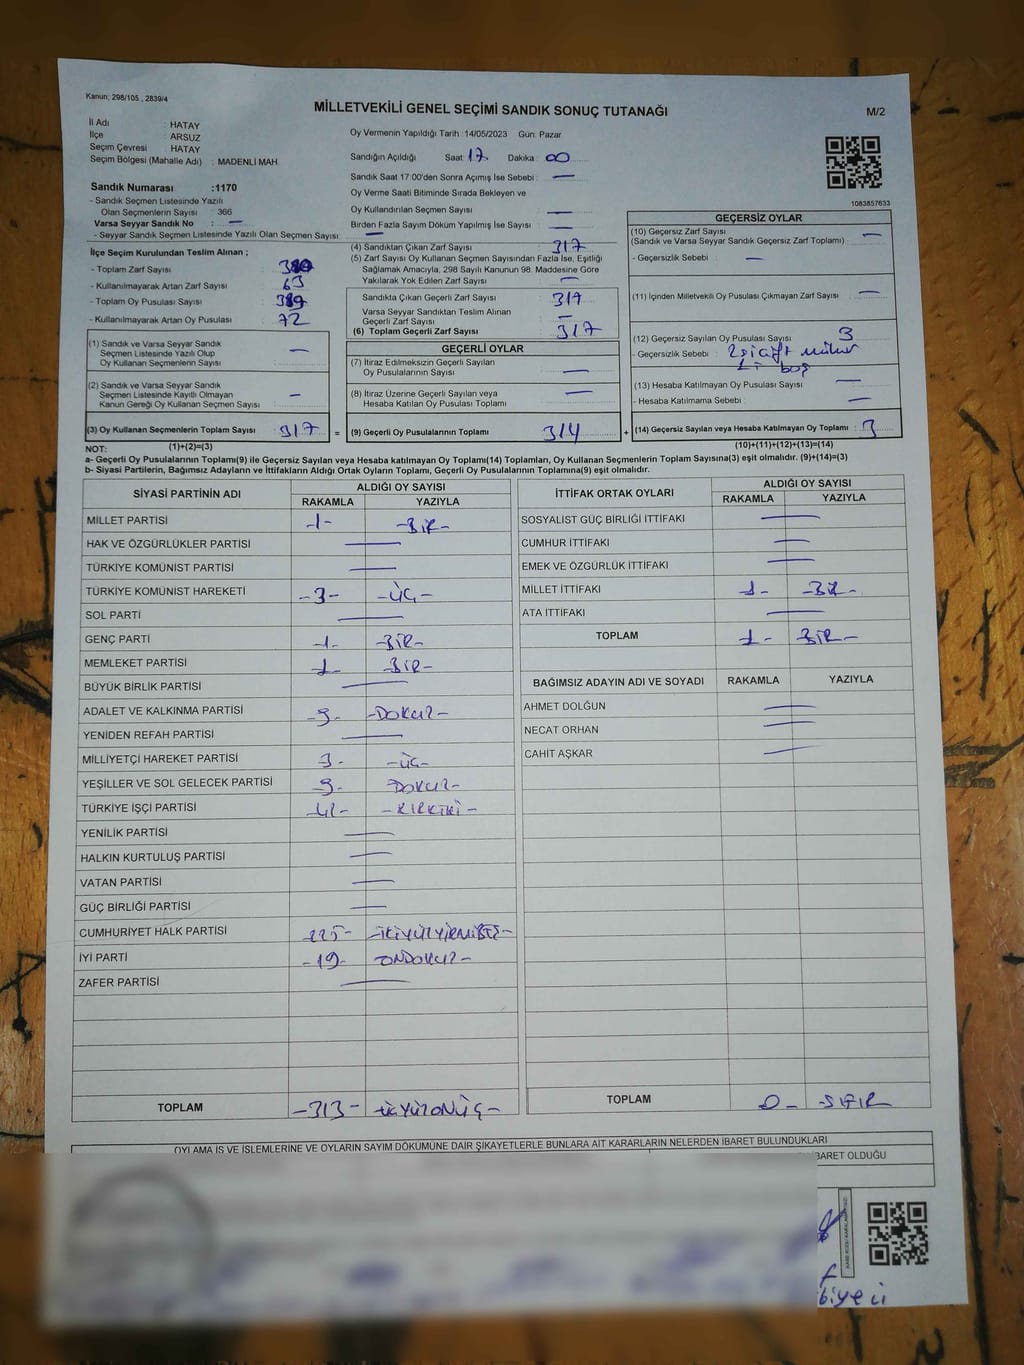 Kanun; 298/105 , 2839/4
MİLLETVEKİLİ GENEL SEÇİMİ SANDIK SONUÇ TUTANAĞI
M/2
İl Adı : HATAY
İlçe : ARSUZ
Seçim Çevresi : HATAY
Seçim Bölgesi (Mahalle Adı) : MADENLİ MAH.
Sandık Numarası :1170
- Sandık Seçmen Listesinde Yazılı
Olan Seçmenlerin Sayısı : 366
Varsa Seyyar Sandık No : —
- Seyyar Sandık Seçmen Listesinde Yazılı Olan Seçmen Sayısı: —
Oy Vermenin Yapıldığı Tarih :14/05/2023 Gün: Pazar
Sandığın Açıldığı Saat: 17 Dakika : 00
Sandık Saat 17:00'den Sonra Açımış İse Sebebi : —
Oy Verme Saati Bitiminde Sırada Bekleyen ve
Oy Kullandırılan Seçmen Sayısı —
Birden Fazla Sayım Döküm Yapılmış İse Sayısı : —
1083857633
İlçe Seçim Kurulundan Teslim Alınan ;
- Toplam Zarf Sayısı :
- Kullanılmayarak Artan Zarf Sayısı : 63
- Toplam Oy Pusulası Sayısı : 389
- Kullanılmayarak Artan Oy Pusulası : 72
(1) Sandık ve Varsa Seyyar Sandık
Seçmen Listesinde Yazılı Olup
Oy Kullanan Seçmenlerin Sayısı : —
(2) Sandık ve Varsa Seyyar Sandık
Seçmen Listesinde Kayıtlı Olmayan
Kanun Gereği Oy Kullanan Seçmen Sayısı : —
(3) Oy Kullanan Seçmenlerin Toplam Sayısı : 317
(4) Sandıktan Çıkan Zarf Sayısı : 317
(5) Zarf Sayısı Oy Kullanan Seçmen Sayısından Fazla İse, Eşitliği
Sağlamak Amacıyla, 298 Sayılı Kanunun 98. Maddesine Göre
Yakılarak Yok Edilen Zarf Sayısı : —
Sandıkta Çıkan Geçerli Zarf Sayısı : 317
Varsa Seyyar Sandıktan Teslim Alınan
Geçerli Zarf Sayısı : —
(6) Toplam Geçerli Zarf Sayısı : 317
GEÇERLİ OYLAR
(7) İtiraz Edilmeksizin Geçerli Sayılan
Oy Pusulalarının Sayısı : —
(8) İtiraz Üzerine Geçerli Sayılan veya
Hesaba Katılan Oy Pusulası Toplamı : —
= (9) Geçerli Oy Pusulalarının Toplamı : 314 +
GEÇERSİZ OYLAR
(10) Geçersiz Zarf Sayısı : —
(Sandık ve Varsa Seyyar Sandık Geçersiz Zarf Toplamı)
- Geçersizlik Sebebi : —
(11) İçinden Milletvekili Oy Pusulası Çıkmayan Zarf Sayısı : —
(12) Geçersiz Sayılan Oy Pusulası Sayısı : 3
- Geçersizlik Sebebi : 2si çift mühür
1i boş
(13) Hesaba Katılmayan Oy Pusulası Sayısı : —
- Hesaba Katılmama Sebebi : —
(14) Geçersiz Sayılan veya Hesaba Katılmayan Oy Toplamı : 3
NOT: (1)+(2)=(3)
(10)+(11)+(12)+(13)=(14)
a- Geçerli Oy Pusulalarının Toplamı(9) ile Geçersiz Sayılan veya Hesaba katılmayan Oy Toplamı(14) Toplamları, Oy Kullanan Seçmenlerin Toplam Sayısına(3) eşit olmalıdır. (9)+(14)=(3)
b- Siyasi Partilerin, Bağımsız Adayların ve İttifakların Aldığı Ortak Oyların Toplamı, Geçerli Oy Pusulalarının Toplamına(9) eşit olmalıdır.
SİYASİ PARTİNİN ADI ALDIĞI OY SAYISI
RAKAMLA YAZIYLA
MİLLET PARTİSİ -1- -BİR-
HAK VE ÖZGÜRLÜKLER PARTİSİ —
TÜRKİYE KOMÜNİST PARTİSİ —
TÜRKİYE KOMÜNİST HAREKETİ -3- -ÜÇ-
SOL PARTİ —
GENÇ PARTİ -1- -BİR-
MEMLEKET PARTİSİ -1- -BİR-
BÜYÜK BİRLİK PARTİSİ —
ADALET VE KALKINMA PARTİSİ -9- -DOKUZ-
YENİDEN REFAH PARTİSİ —
MİLLİYETÇİ HAREKET PARTİSİ 3- -ÜÇ-
YEŞİLLER VE SOL GELECEK PARTİSİ -9- DOKUZ-
TÜRKİYE İŞÇİ PARTİSİ -42- -KIRKİKİ-
YENİLİK PARTİSİ —
HALKIN KURTULUŞ PARTİSİ —
VATAN PARTİSİ —
GÜÇ BİRLİĞİ PARTİSİ —
CUMHURİYET HALK PARTİSİ 225- -İKİYÜZYİRMİBEŞ-
İYİ PARTİ -19- ONDOKUZ-
ZAFER PARTİSİ —
TOPLAM -313- -ÜÇYÜZONÜÇ-
İTTİFAK ORTAK OYLARI ALDIĞI OY SAYISI
RAKAMLA YAZIYLA
SOSYALİST GÜÇ BİRLİĞİ İTTİFAKI —
CUMHUR İTTİFAKI —
EMEK VE ÖZGÜRLÜK İTTİFAKI —
MİLLET İTTİFAKI 1- -BİR-
ATA İTTİFAKI —
TOPLAM 1- BİR-
BAĞIMSIZ ADAYIN ADI VE SOYADI RAKAMLA YAZIYLA
AHMET DOLĞUN —
NECAT ORHAN —
CAHİT AŞKAR —
TOPLAM 0- -SIFIR
OYLAMA İŞ VE İŞLEMLERİNE VE OYLARIN SAYIM DÖKÜMÜNE DAİR ŞİKAYETLERLE BUNLARA AİT KARARLARIN NELERDEN İBARET BULUNDUKLARI
İBARET OLDUĞU